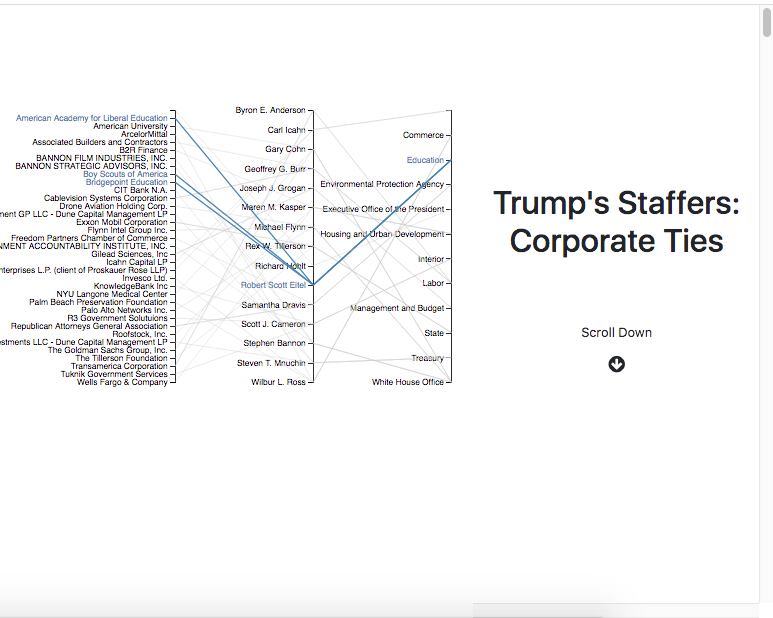 American Academy for Liberal Education
American University
ArcelorMittal
Associated Builders and Contractors
B2R Finance
BANNON FILM INDUSTRIES, INC.
BANNON STRATEGIC ADVISORS, INC.
Boy Scouts of America
Bridgepoint Education
CIT Bank N.A.
Cablevision Systems Corporation
Drone Aviation Holding Corp.
ment GP LLC - Dune Capital Management LP
Exxon Mobil Corporation
Flynn Intel Group Inc.
Freedom Partners Chamber of Commerce
NMENT ACCOUNTABILITY INSTITUTE, INC.
Gilead Sciences, Inc
Icahn Capital LP
nterprises L.P. (client of Proskauer Rose LLP)
Invesco Ltd.
KnowledgeBank Inc
NYU Langone Medical Center
Palm Beach Preservation Foundation
Palo Alto Networks Inc.
R3 Government Solutuions
Republican Attorneys General Association
Roofstock, Inc.
estments LLC - Dune Capital Management LP
The Goldman Sachs Group, Inc.
The Tillerson Foundation
Transamerica Corporation
Tuknik Government Services
Wells Fargo & Company
Byron E. Anderson
Carl Icahn
Gary Cohn
Geoffrey G. Burr
Joseph J. Grogan
Maren M. Kasper
Michael Flynn
Rex W. Tillerson
Richard Hohlt
Robert Scott Eitel
Samantha Dravis
Scott J. Cameron
Stephen Bannon
Steven T. Mnuchin
Wilbur L. Ross
Commerce
Education
Environmental Protection Agency
Executive Office of the President
Housing and Urban Development
Interior
Labor
Management and Budget
State
Treasury
White House Office
Trump's Staffers:
Corporate Ties
Scroll Down